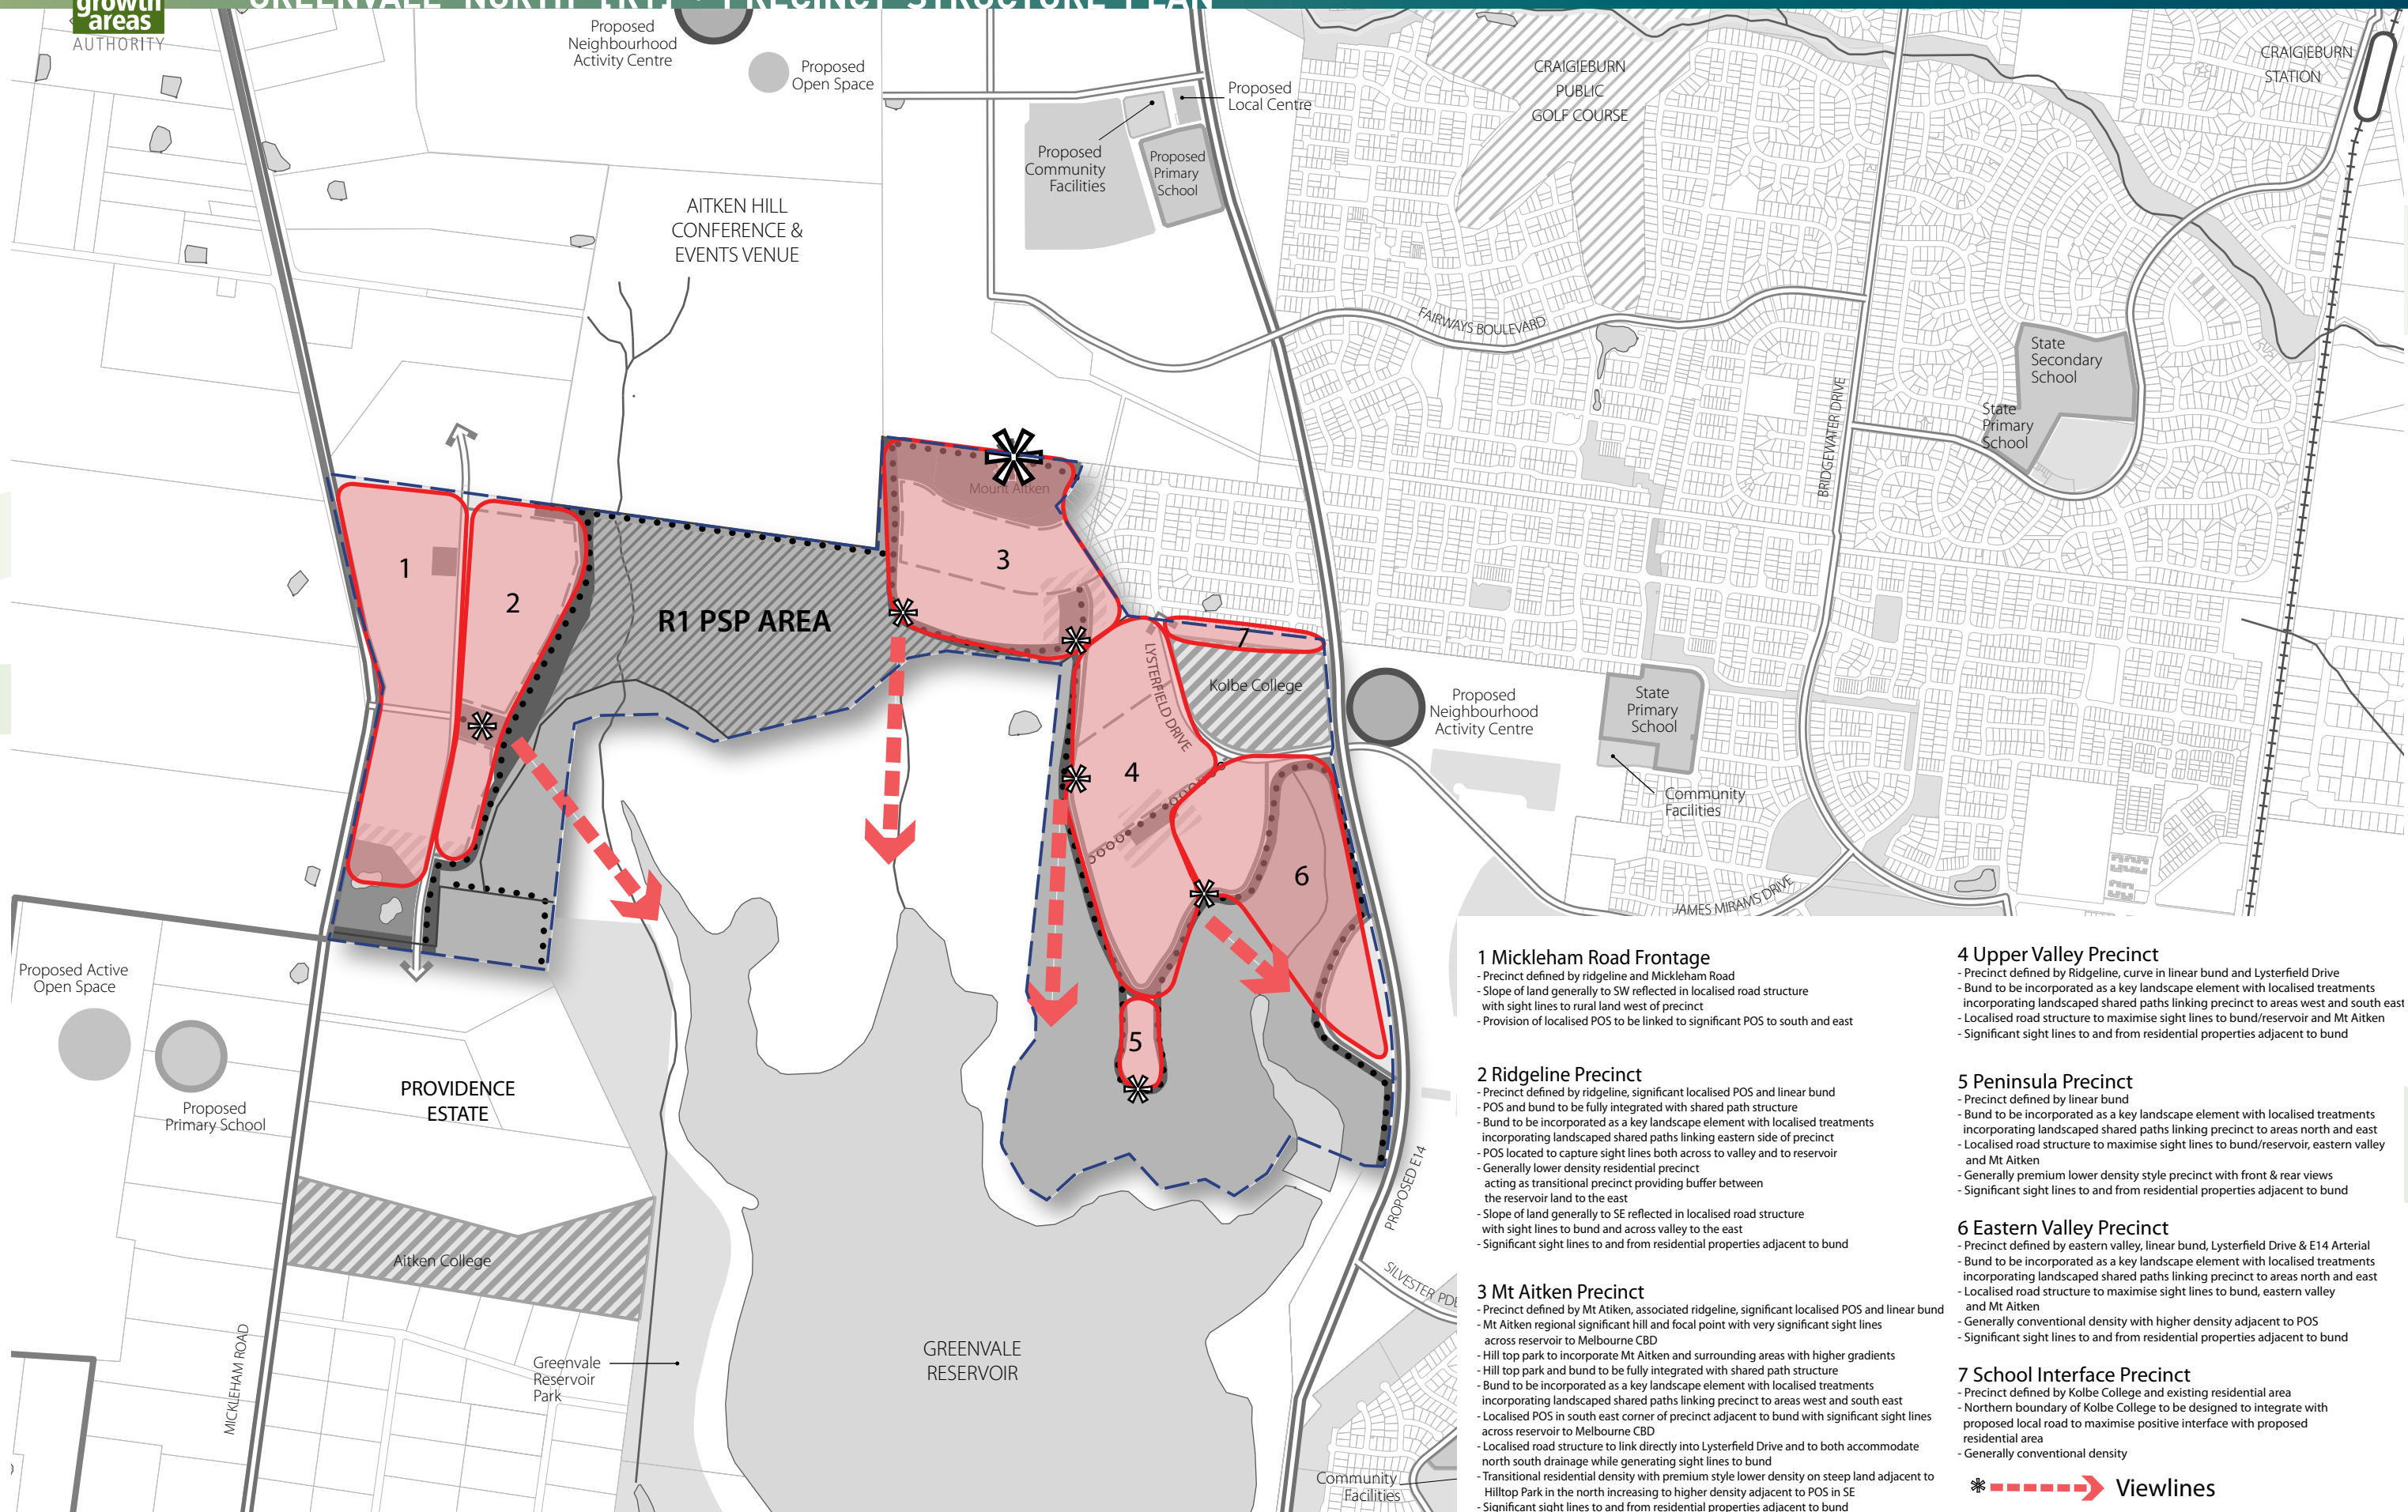 GREENVALE NORTH [R1] - PRECINCT STRUCTURE PLAN
growth
areas
AUTHORITY
Proposed
Neighbourhood
Activity Centre
Proposed
Open Space
Proposed
Local Centre
Proposed
Community
Facilities
Proposed
Primary
School
CRAIGIEBURN
PUBLIC
GOLF COURSE
CRAIGIEBURN
STATION
AITKEN HILL
CONFERENCE &
EVENTS VENUE
FAIRWAYS BOULEVARD
BRIDGEWATER DRIVE
State
Secondary
School
State
Primary
School
Mount Aitken
1
2
3
R1 PSP AREA
7
LYSTERFIELD DRIVE
Kolbe College
Proposed
Neighbourhood
Activity Centre
State
Primary
School
Community
Facilities
4
6
5
JAMES MIRAMS DRIVE
Proposed Active
Open Space
Proposed
Primary School
PROVIDENCE
ESTATE
Aitken College
MICKLEHAM ROAD
Greenvale
Reservoir
Park
GREENVALE
RESERVOIR
PROPOSED E14
SILVESTER PDE
Community
Facilities
1 Mickleham Road Frontage
- Precinct defined by ridgeline and Mickleham Road
- Slope of land generally to SW reflected in localised road structure
with sight lines to rural land west of precinct
- Provision of localised POS to be linked to significant POS to south and east
2 Ridgeline Precinct
- Precinct defined by ridgeline, significant localised POS and linear bund
- POS and bund to be fully integrated with shared path structure
- Bund to be incorporated as a key landscape element with localised treatments
incorporating landscaped shared paths linking eastern side of precinct
- POS located to capture sight lines both across to valley and to reservoir
- Generally lower density residential precinct
acting as transitional precinct providing buffer between
the reservoir land to the east
- Slope of land generally to SE reflected in localised road structure
with sight lines to bund and across valley to the east
- Significant sight lines to and from residential properties adjacent to bund
3 Mt Aitken Precinct
- Precinct defined by Mt Atiken, associated ridgeline, significant localised POS and linear bund
- Mt Aitken regional significant hill and focal point with very significant sight lines
across reservoir to Melbourne CBD
- Hill top park to incorporate Mt Aitken and surrounding areas with higher gradients
- Hill top park and bund to be fully integrated with shared path structure
- Bund to be incorporated as a key landscape element with localised treatments
incorporating landscaped shared paths linking precinct to areas west and south east
- Localised POS in south east corner of precinct adjacent to bund with significant sight lines
across reservoir to Melbourne CBD
- Localised road structure to link directly into Lysterfield Drive and to both accommodate
north south drainage while generating sight lines to bund
- Transitional residential density with premium style lower density on steep land adjacent to
Hilltop Park in the north increasing to higher density adjacent to POS in SE
- Significant sight lines to and from residential properties adjacent to bund
4 Upper Valley Precinct
- Precinct defined by Ridgeline, curve in linear bund and Lysterfield Drive
- Bund to be incorporated as a key landscape element with localised treatments
incorporating landscaped shared paths linking precinct to areas west and south east
- Localised road structure to maximise sight lines to bund/reservoir and Mt Aitken
- Significant sight lines to and from residential properties adjacent to bund
5 Peninsula Precinct
- Precinct defined by linear bund
- Bund to be incorporated as a key landscape element with localised treatments
incorporating landscaped shared paths linking precinct to areas north and east
- Localised road structure to maximise sight lines to bund/reservoir, eastern valley
and Mt Aitken
- Generally premium lower density style precinct with front & rear views
- Significant sight lines to and from residential properties adjacent to bund
6 Eastern Valley Precinct
- Precinct defined by eastern valley, linear bund, Lysterfield Drive & E14 Arterial
- Bund to be incorporated as a key landscape element with localised treatments
incorporating landscaped shared paths linking precinct to areas north and east
- Localised road structure to maximise sight lines to bund, eastern valley
and Mt Aitken
- Generally conventional density with higher density adjacent to POS
- Significant sight lines to and from residential properties adjacent to bund
7 School Interface Precinct
- Precinct defined by Kolbe College and existing residential area
- Northern boundary of Kolbe College to be designed to integrate with
proposed local road to maximise positive interface with proposed
residential area
- Generally conventional density
Viewlines